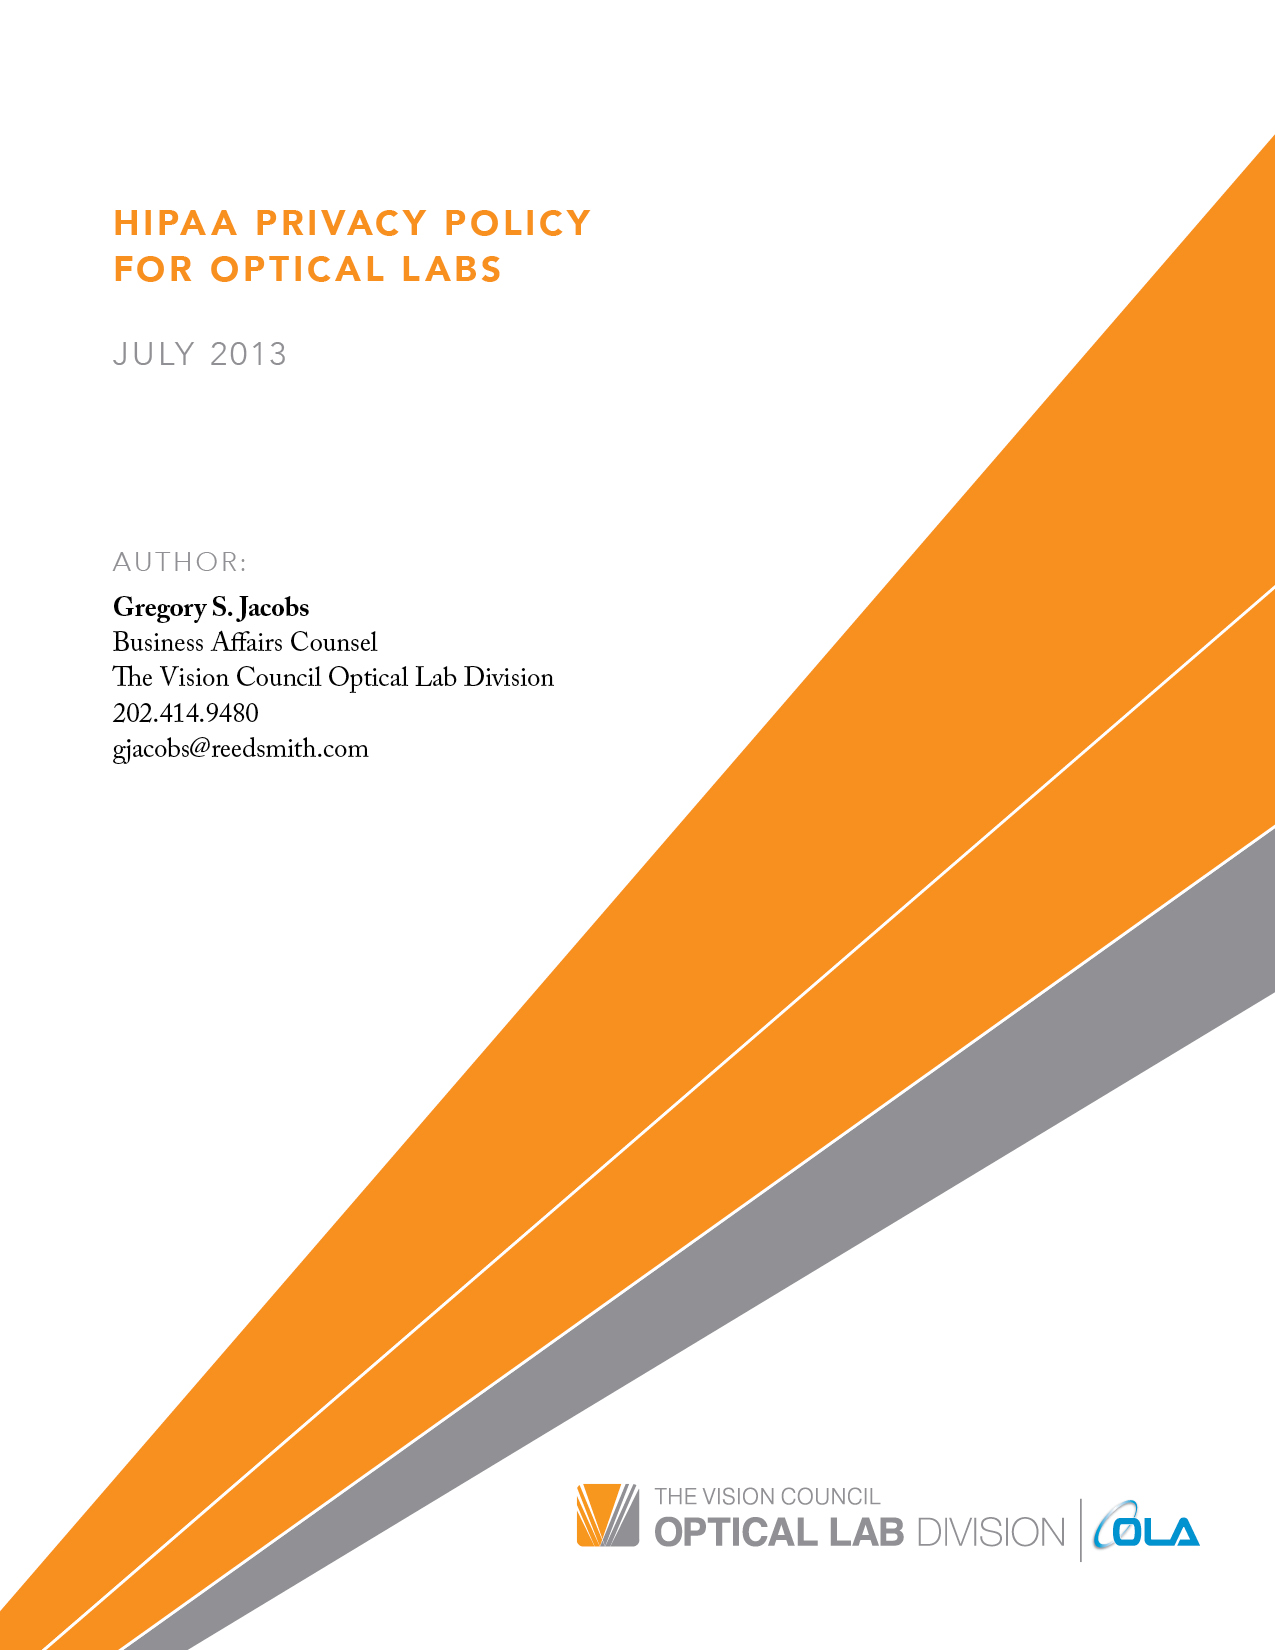 HIPAA PRIVACY POLICY
FOR OPTICAL LABS
JULY 2013
AUTHOR:
Gregory S. Jacobs
Business Affairs Counsel
The Vision Council Optical Lab Division
202.414.9480
gjacobs@reedsmith.com
THE VISION COUNCIL
OPTICAL LAB DIVISION
OLA